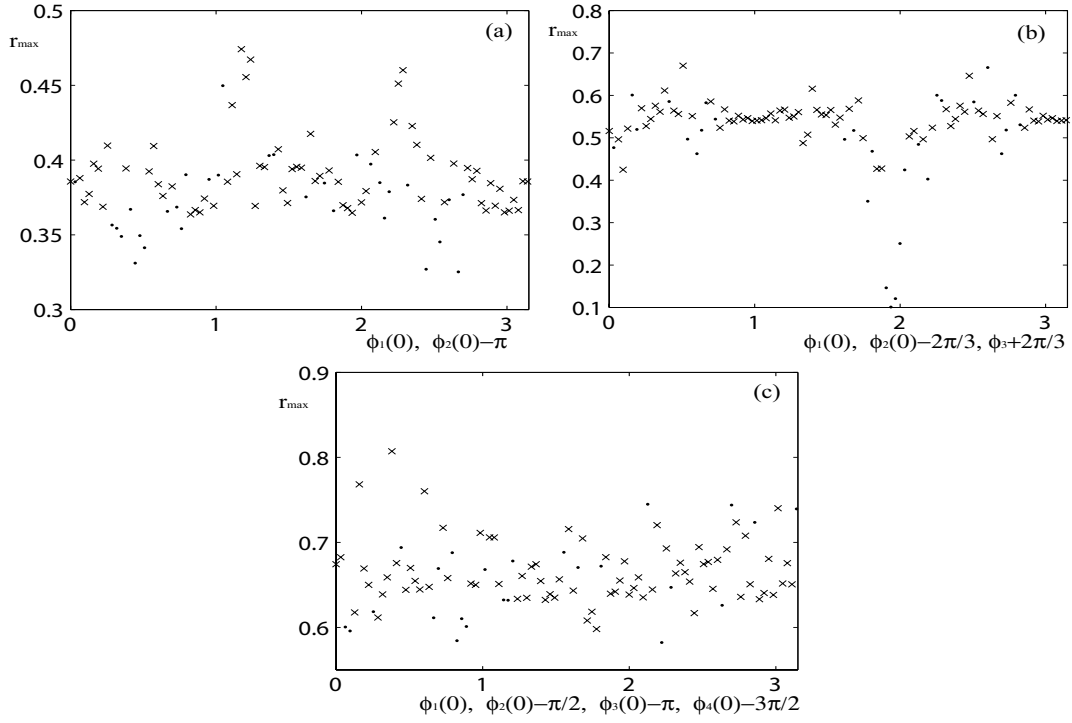 (a)
r_max
0.5
0.45
0.4
0.35
0.3
0 1 2 3
ϕ₁(0), ϕ₂(0)−π
(b)
r_max
0.8
0.7
0.6
0.5
0.4
0.3
0.2
0.1
0 1 2 3
ϕ₁(0), ϕ₂(0)−2π/3, ϕ₃+2π/3
(c)
r_max
0.9
0.8
0.7
0.6
0 1 2 3
ϕ₁(0), ϕ₂(0)−π/2, ϕ₃(0)−π, ϕ₄(0)−3π/2